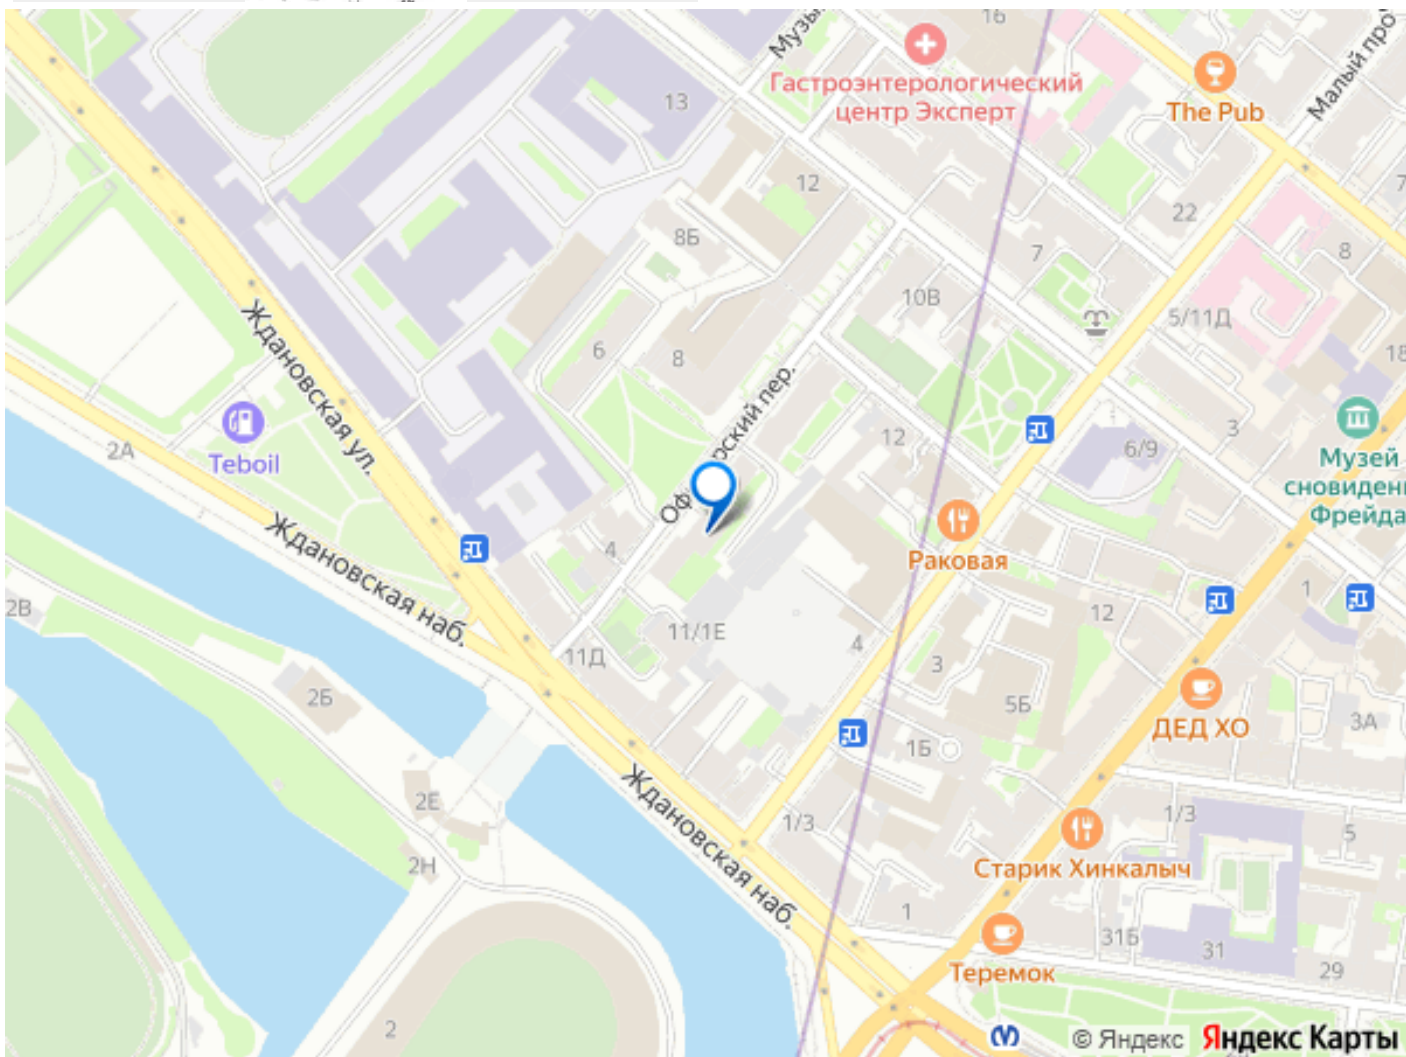 16
Гастроэнтерологический
центр Эксперт
The Pub
13
12
22
7
8
8Б
10В
5/11Д
6
8
Офицерский пер.
Ждановская ул.
2А
Teboil
12
6/9
3
Музей
Фрейда
Раковая
Ждановская наб.
4
2В
11/1Е
11Д
4
12
1
3
2Б
5Б
ДЕД ХО
3А
1Б
2Е
Ждановская наб.
1/3
1/3
5
Старик Хинкалыч
2Н
1
31Б
31
29
Теремок
2
© Яндекс
Яндекс Карты